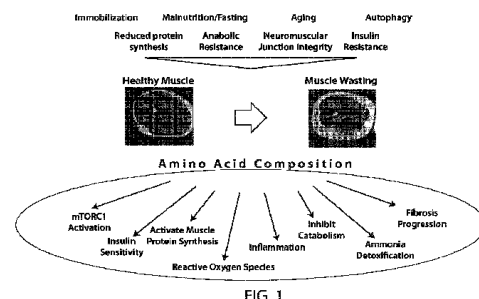 Immobilization Malnutrition/Fasting Aging Autophagy
Reduced protein synthesis Anabolic Resistance Neuromuscular Junction Integrity Insulin Resistance
Healthy Muscle Muscle Wasting
Amino Acid Composition
mTORC1 Activation
Insulin Sensitivity
Activate Muscle Protein Synthesis
Reactive Oxygen Species
Inflammation
Inhibit Catabolism
Ammonia Detoxification
Fibrosis Progression
FIG. 1